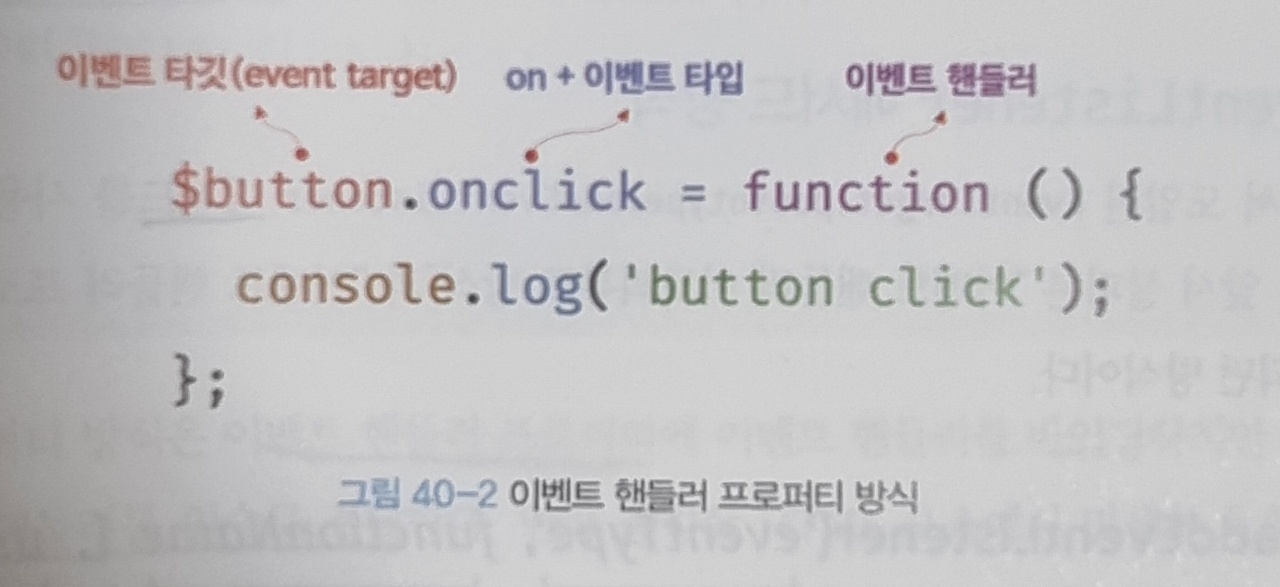 이벤트 타깃(event target) on + 이벤트 타입 이벤트 핸들러
$button.onclick = function () {
console.log('button click');
};
그림 40-2 이벤트 핸들러 프로퍼티 방식